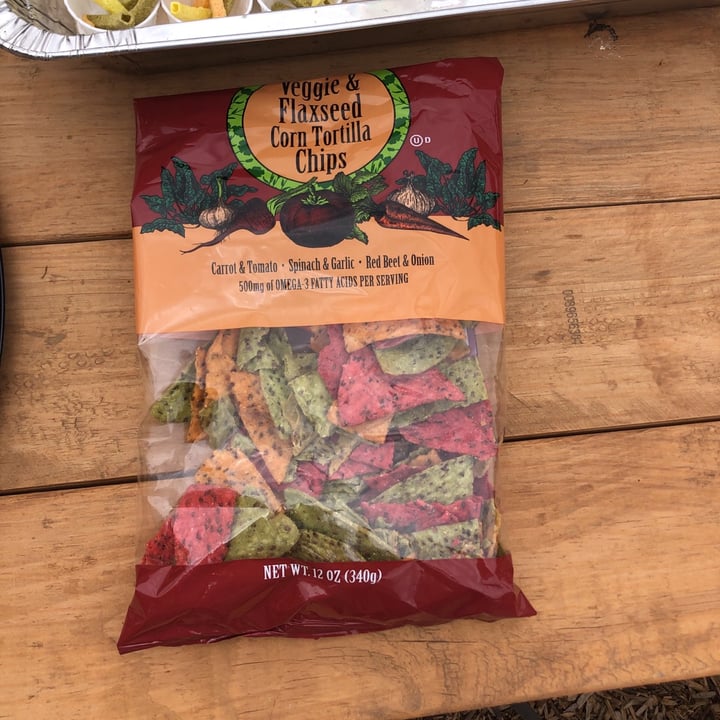 Veggie &
Flaxseed
Corn Tortilla
Chips
U D
Carrot & Tomato · Spinach & Garlic · Red Beet & Onion
500mg of OMEGA-3 FATTY ACIDS PER SERVING
NET WT. 12 OZ (340g)